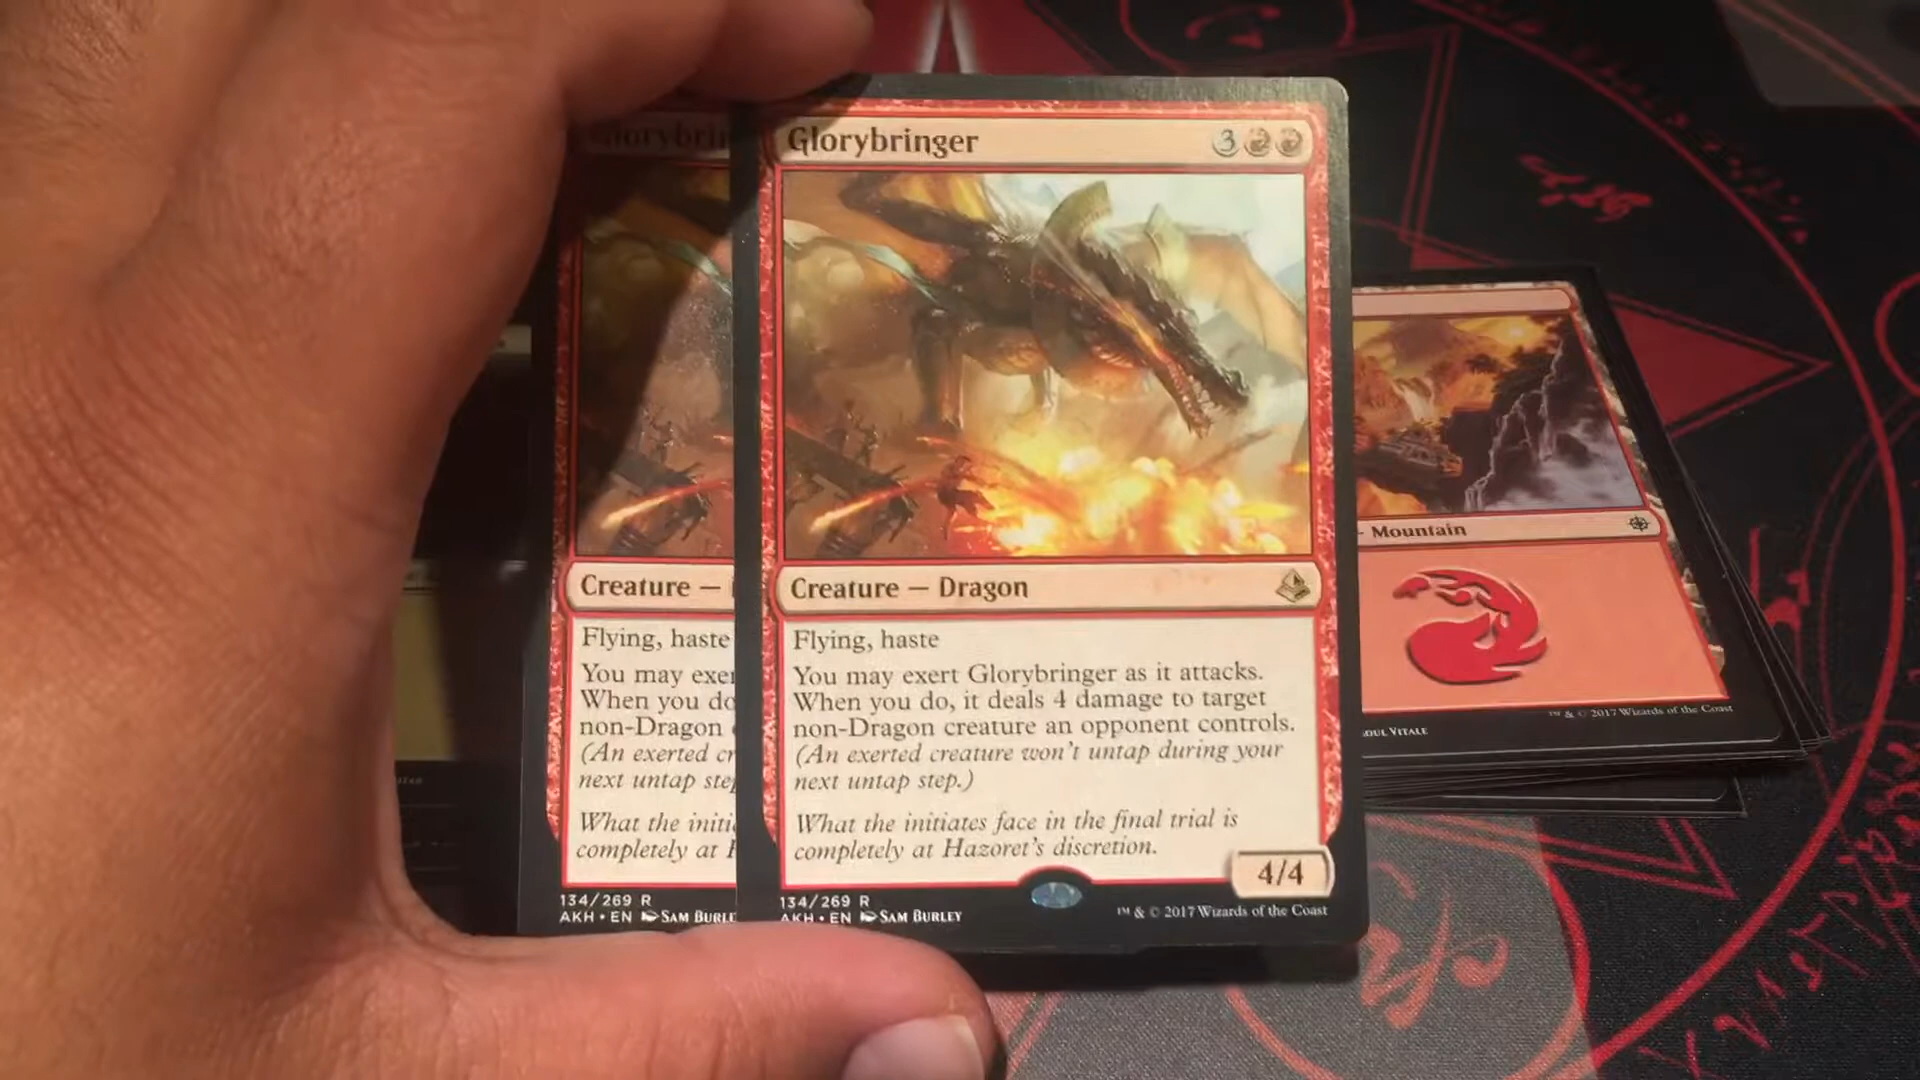 Glorybrin
Creature —
Flying, haste
You may exer
When you do
non-Dragon
(An exerted cr
next untap step
What the initi
completely at H
134/269 R
AKH • EN SAM BURLE
Glorybringer 3
Creature — Dragon
Flying, haste
You may exert Glorybringer as it attacks.
When you do, it deals 4 damage to target
non-Dragon creature an opponent controls.
(An exerted creature won't untap during your
next untap step.)
What the initiates face in the final trial is
completely at Hazoret's discretion.
4/4
134/269 R
AKH • EN SAM BURLEY
™ & © 2017 Wizards of the Coast
- Mountain
™ & © 2017 Wizards of the Coast
OUL VITALE